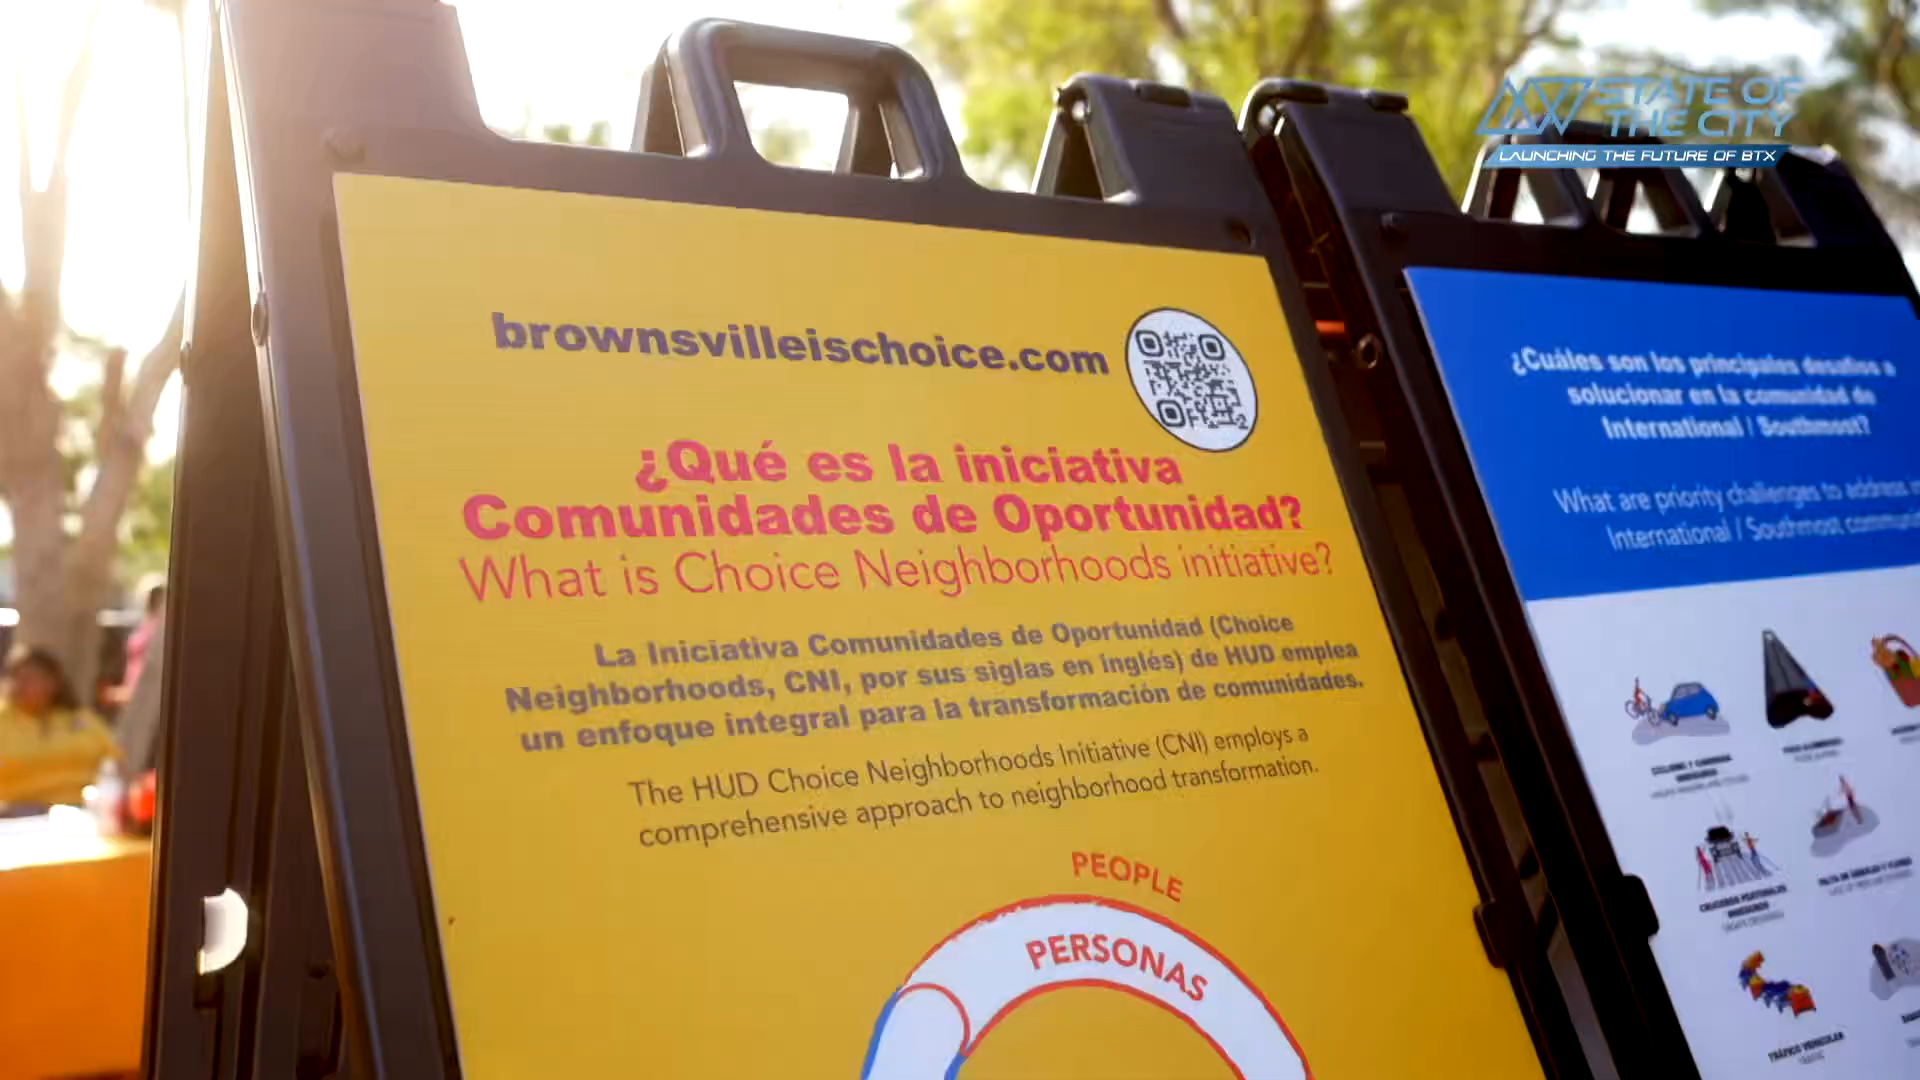 STATE OF
THE CITY
LAUNCHING THE FUTURE OF BTX
brownsvilleischoice.com
¿Qué es la iniciativa
Comunidades de Oportunidad?
What is Choice Neighborhoods initiative?
La Iniciativa Comunidades de Oportunidad (Choice
Neighborhoods, CNI, por sus siglas en inglés) de HUD emplea
un enfoque integral para la transformación de comunidades.
The HUD Choice Neighborhoods Initiative (CNI) employs a
comprehensive approach to neighborhood transformation.
PEOPLE
PERSONAS
¿Cuáles son los principales desafíos a
solucionar en la comunidad de
International / Southmost?
What are priority challenges to address
International / Southmost
CRUCEROS PEATONALES
TRÁFICO VEHICULAR